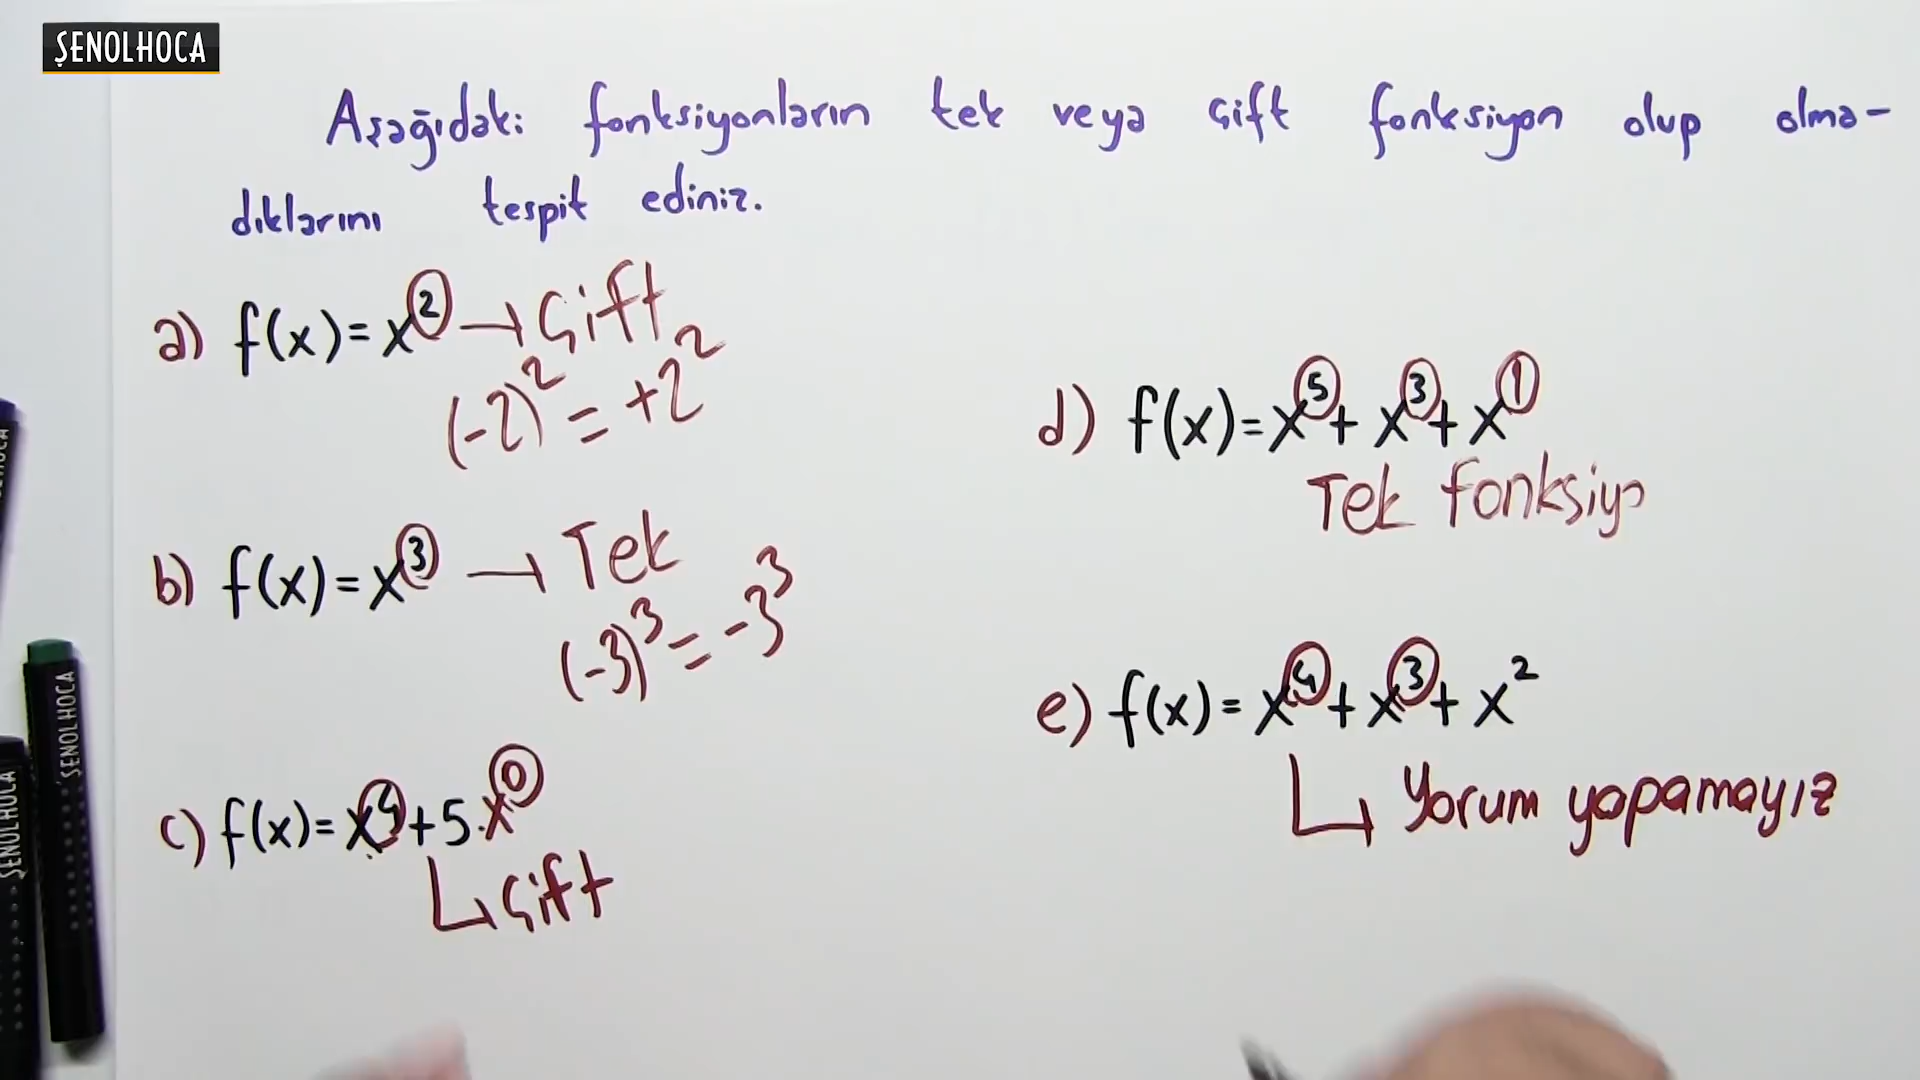 ŞENOLHOCA
Aşağıdaki fonksiyonların tek veya çift fonksiyon olup olma-
dıklarını tespit ediniz.
a) f(x)=x² → Çift
(-2)² = +2²
b) f(x)=x³ → Tek
(-3)³ = -3³
c) f(x)=x⁴+5.x⁰
↳ Çift
d) f(x)=x⁵+x³+x¹
Tek fonksiyo
e) f(x)=x⁴+x³+x²
↳ Yorum yapamayız
ŞENOLHOCA
ŞENOLHOCA